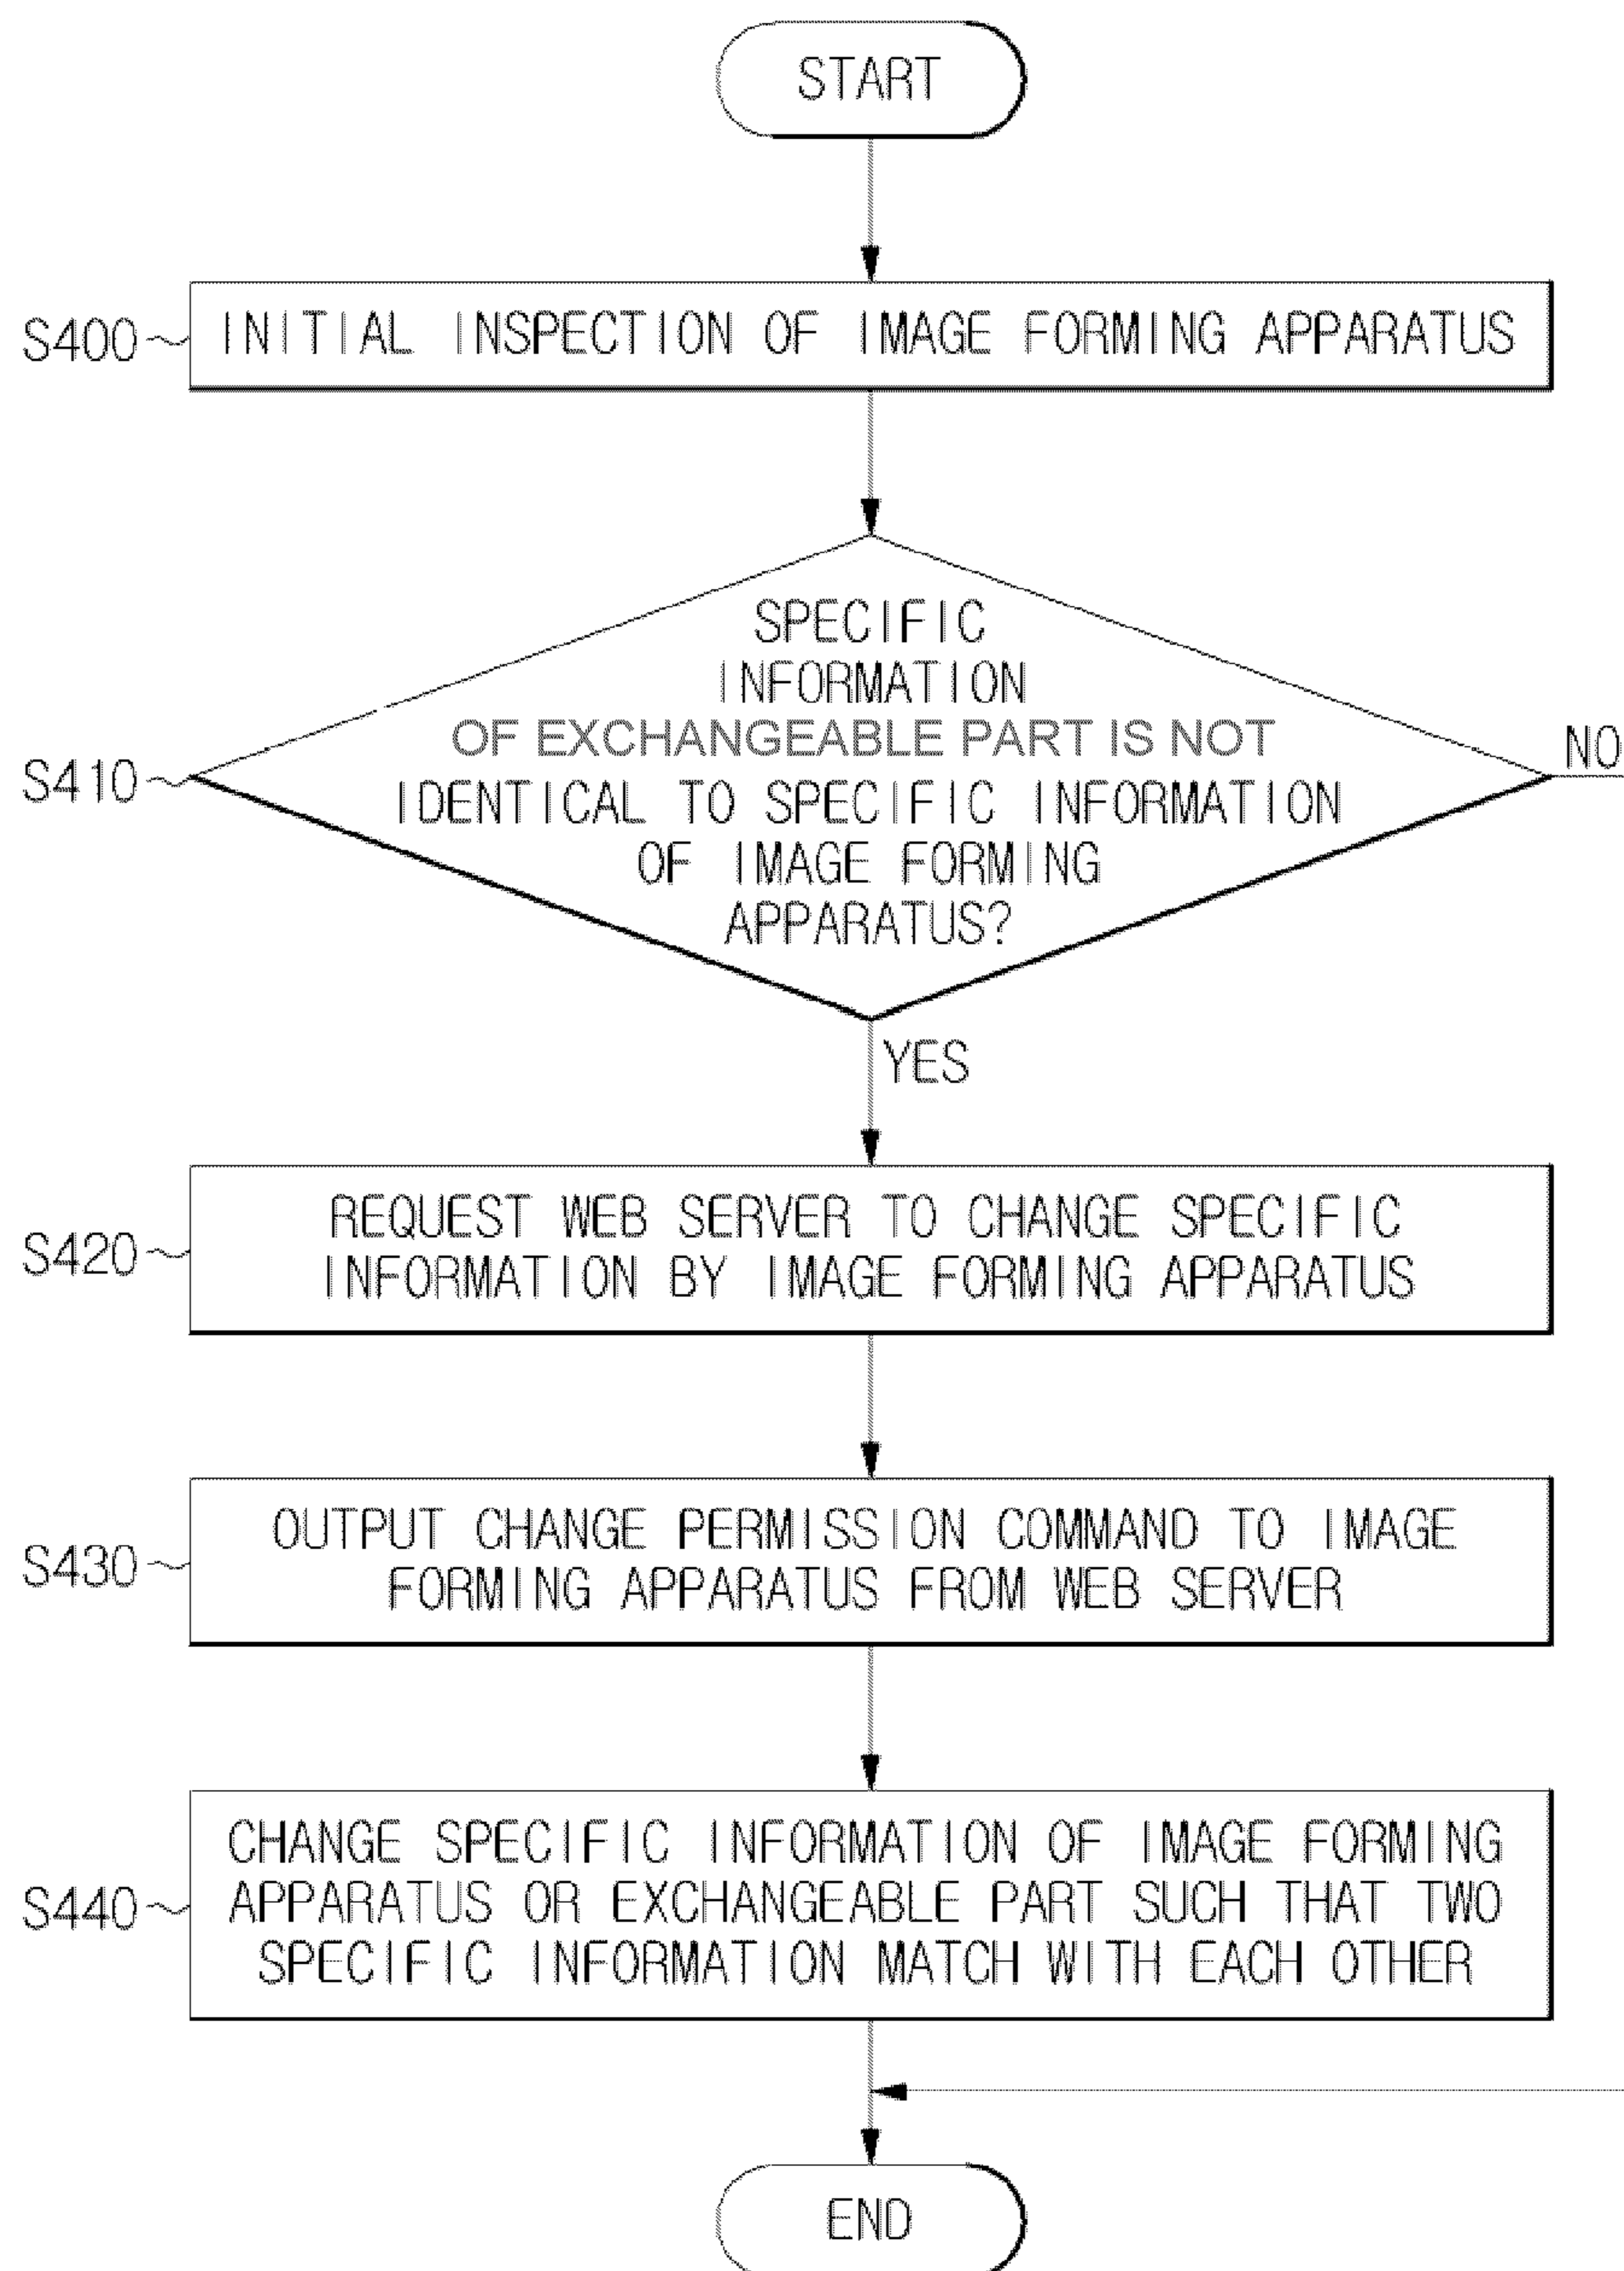 START
S400
INITIAL INSPECTION OF IMAGE FORMING APPARATUS
SPECIFIC
INFORMATION
OF EXCHANGEABLE PART IS NOT
IDENTICAL TO SPECIFIC INFORMATION
OF IMAGE FORMING
APPARATUS?
S410
NO
YES
S420
REQUEST WEB SERVER TO CHANGE SPECIFIC
INFORMATION BY IMAGE FORMING APPARATUS
S430
OUTPUT CHANGE PERMISSION COMMAND TO IMAGE
FORMING APPARATUS FROM WEB SERVER
S440
CHANGE SPECIFIC INFORMATION OF IMAGE FORMING
APPARATUS OR EXCHANGEABLE PART SUCH THAT TWO
SPECIFIC INFORMATION MATCH WITH EACH OTHER
END